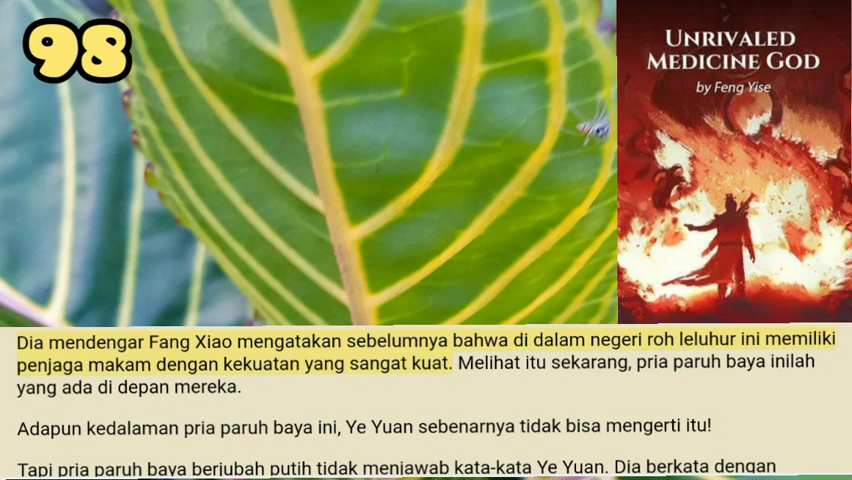 98
UNRIVALED
MEDICINE GOD
by Feng Yise
Dia mendengar Fang Xiao mengatakan sebelumnya bahwa di dalam negeri roh leluhur ini memiliki
penjaga makam dengan kekuatan yang sangat kuat. Melihat itu sekarang, pria paruh baya inilah
yang ada di depan mereka.
Adapun kedalaman pria paruh baya ini, Ye Yuan sebenarnya tidak bisa mengerti itu!
Tapi pria paruh baya berjubah putih tidak menjawab kata-kata Ye Yuan. Dia berkata dengan